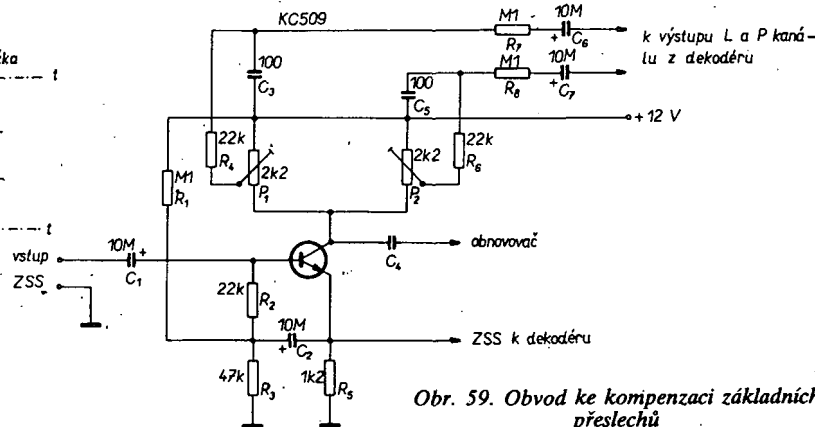 KC509
10M
C6
M1
R7
k výstupu L a P kaná-
lu z dekodéru
10M
C7
M1
R8
100
C3
100
C5
+ 12 V
22k
R4
2k2
P1
2k2
P2
22k
R6
M1
R1
žka
t
t
vstup
ZSS
10M
+
C1
22k
R2
C4
obnovovač
10M
+
C2
ZSS k dekodéru
47k
R3
1k2
R5
Obr. 59. Obvod ke kompenzaci základních
přeslechů